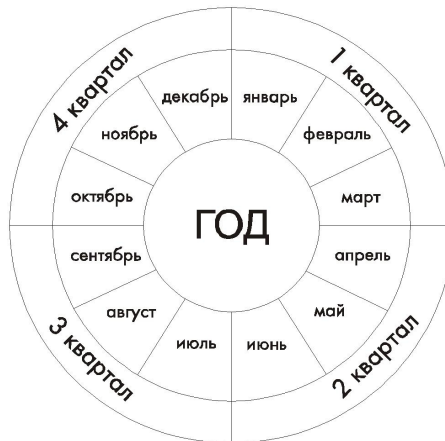 1 квартал
2 квартал
3 квартал
4 квартал
январь
февраль
март
апрель
май
июнь
июль
август
сентябрь
октябрь
ноябрь
декабрь
ГОД